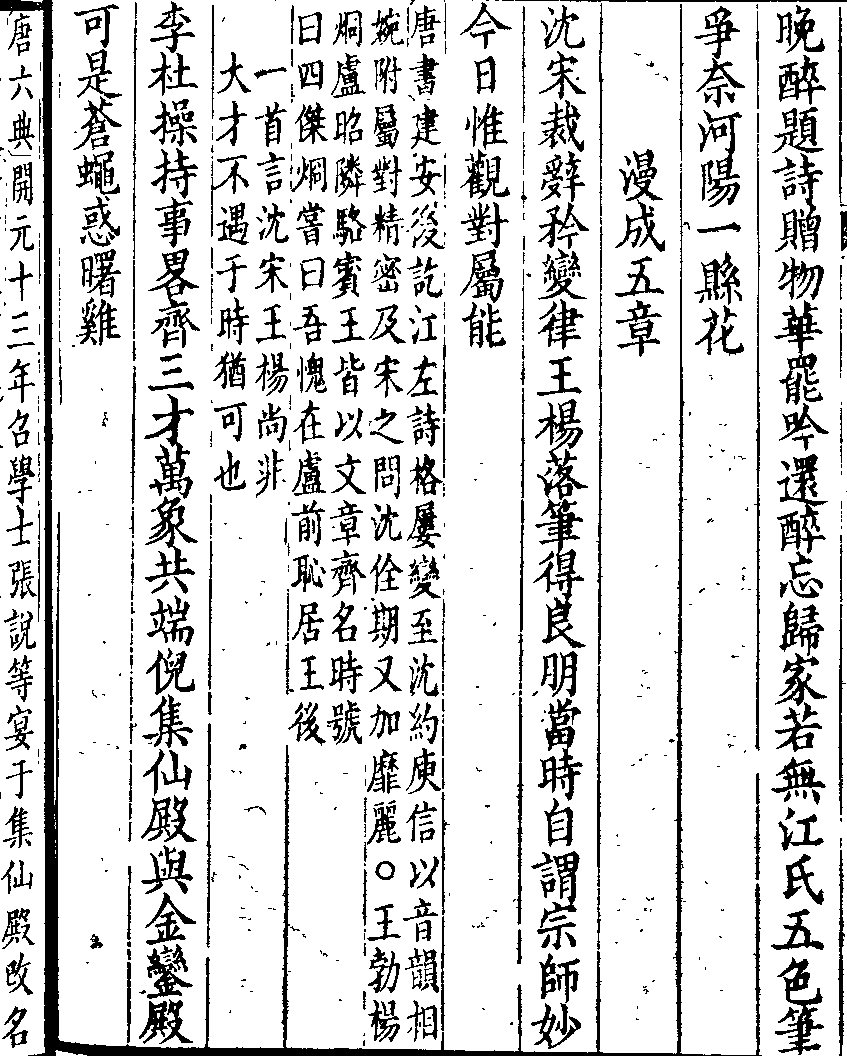 晚醉題詩贈物華罷吟還醉忘歸家若無江氏五色筆
爭奈河陽一縣花
漫成五章
沈宋裁辭矜變律王楊落筆得良朋當時自謂宗師妙
今日惟觀對屬能
唐書建安後訖江左詩格屢變至沈約庾信以音韻相
婉附屬對精密及宋之問沈佺期又加靡麗○王勃楊
烱盧昭隣駱賓王皆以文章齊名時號
曰四傑烱嘗曰吾愧在盧前恥居王後
一首言沈宋王楊尚非
大才不遇于時猶可也
李杜操持事畧齊三才萬象共端倪集仙殿與金鑾殿
可是蒼蠅惑曙雞
唐六典開元十三年召學士張說等宴于集仙殿改名